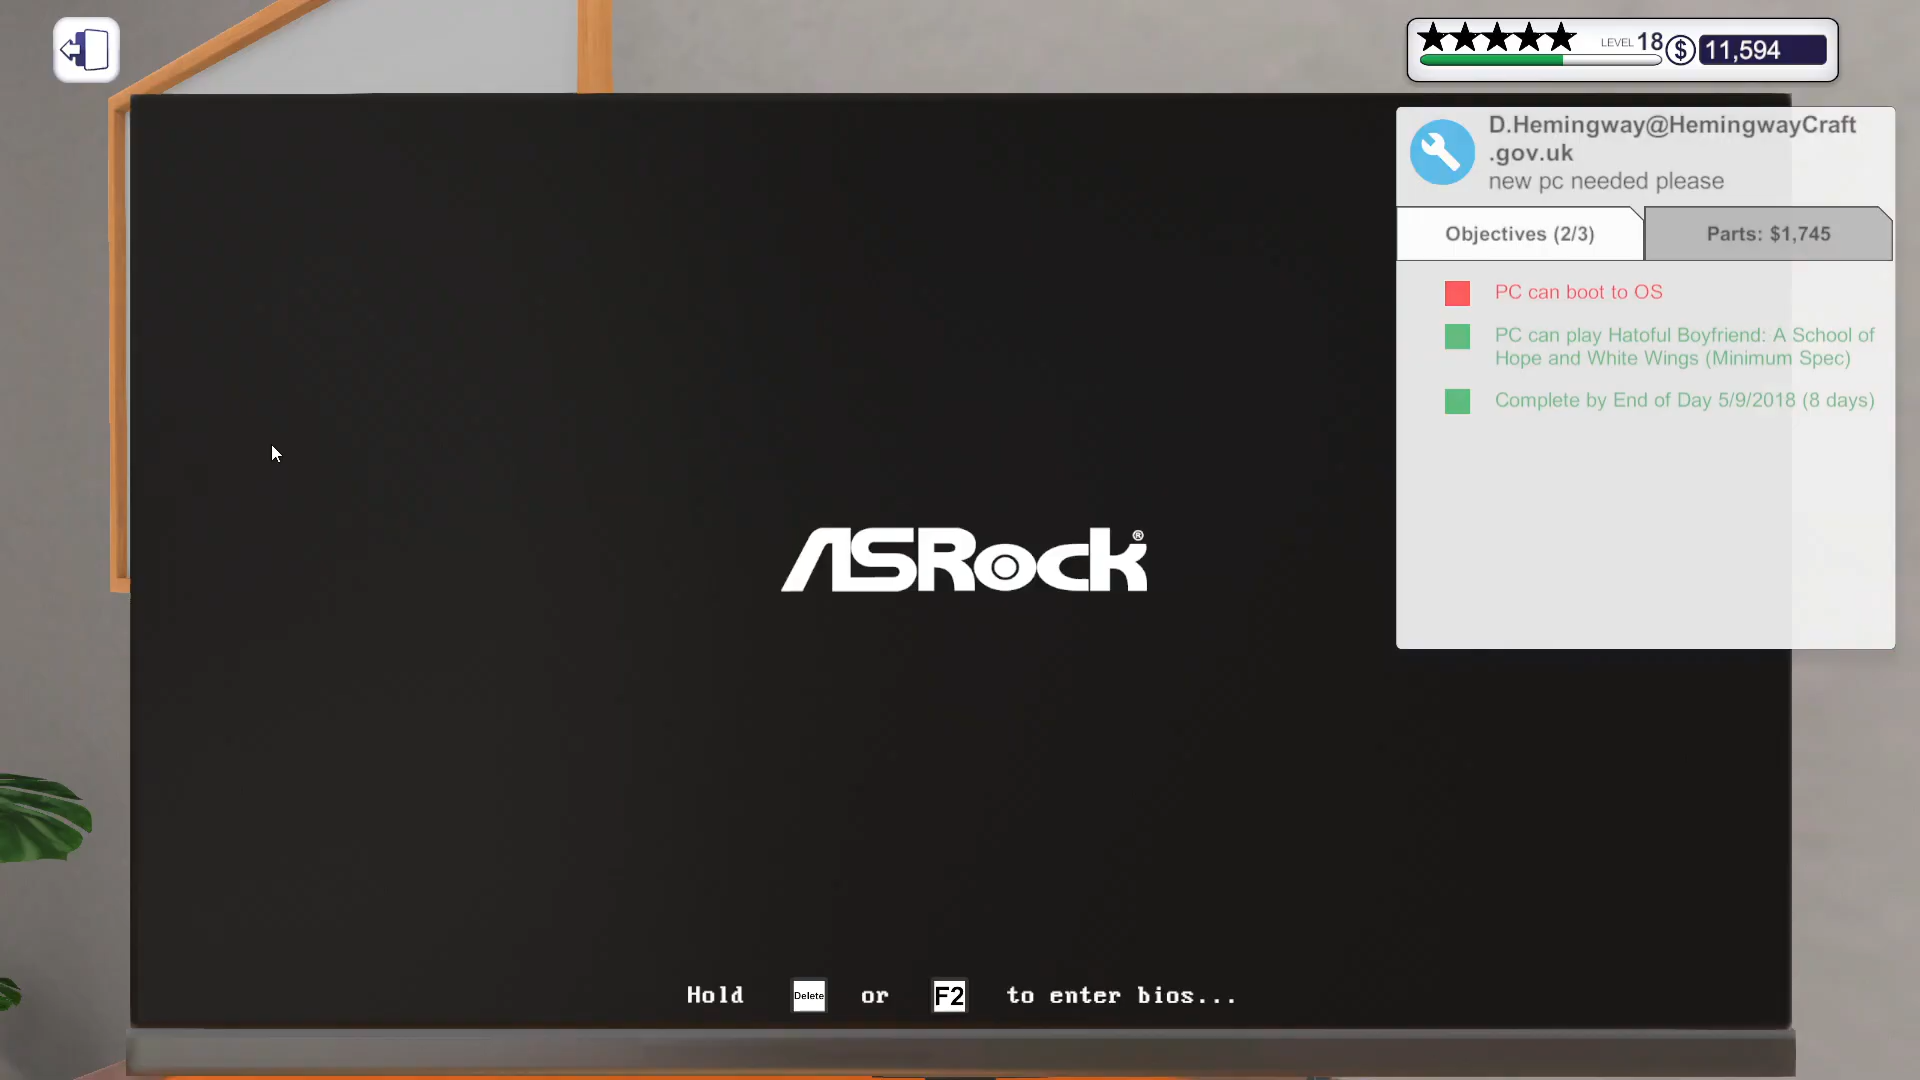 LEVEL 18
$ 11,594
D.Hemingway@HemingwayCraft
.gov.uk
new pc needed please
Objectives (2/3)
Parts: $1,745
PC can boot to OS
PC can play Hatoful Boyfriend: A School of
Hope and White Wings (Minimum Spec)
Complete by End of Day 5/9/2018 (8 days)
ASRock®
Hold Delete or F2 to enter bios...